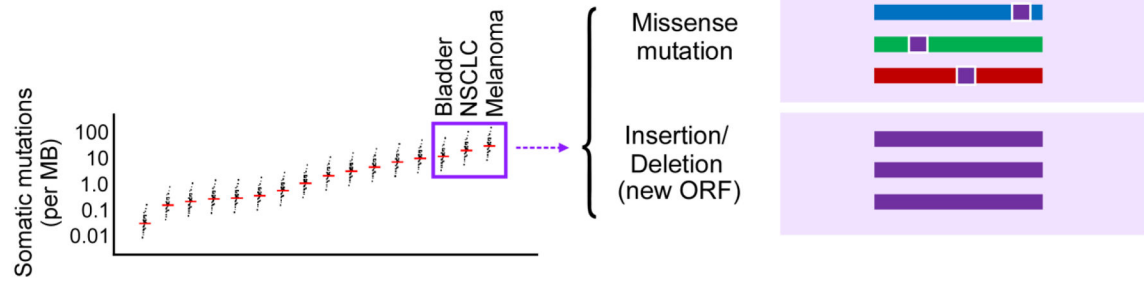 Somatic mutations
(per MB)
100
10
1.0
0.1
0.01
Bladder
NSCLC
Melanoma
Missense
mutation
Insertion/
Deletion
(new ORF)